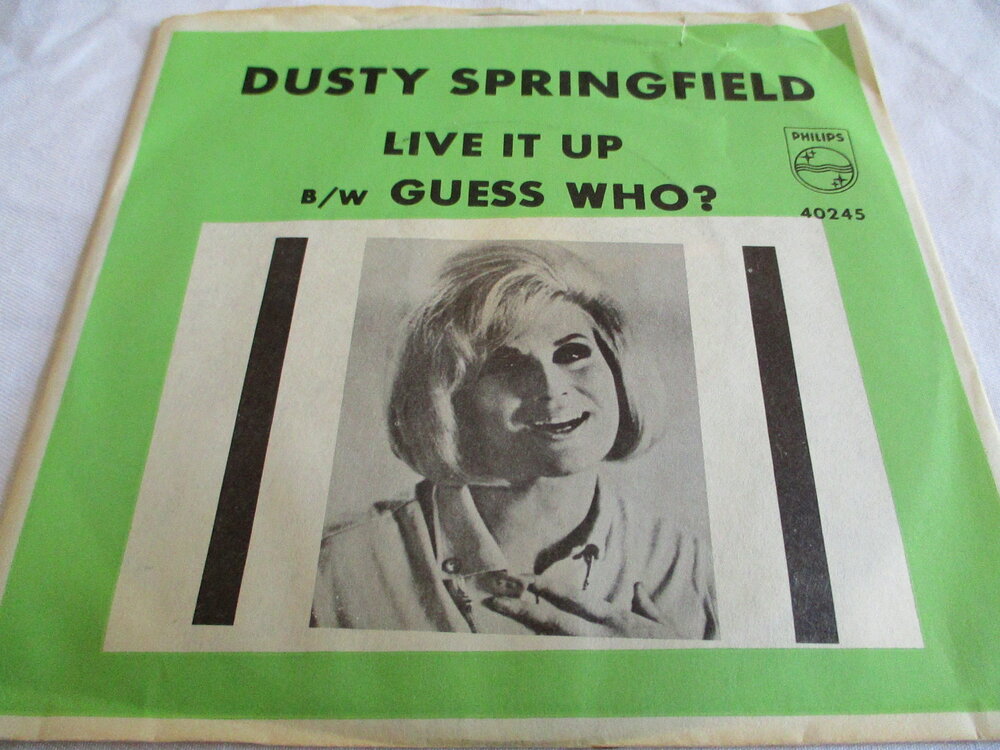 DUSTY SPRINGFIELD
LIVE IT UP
B/W GUESS WHO?
PHILIPS
40245